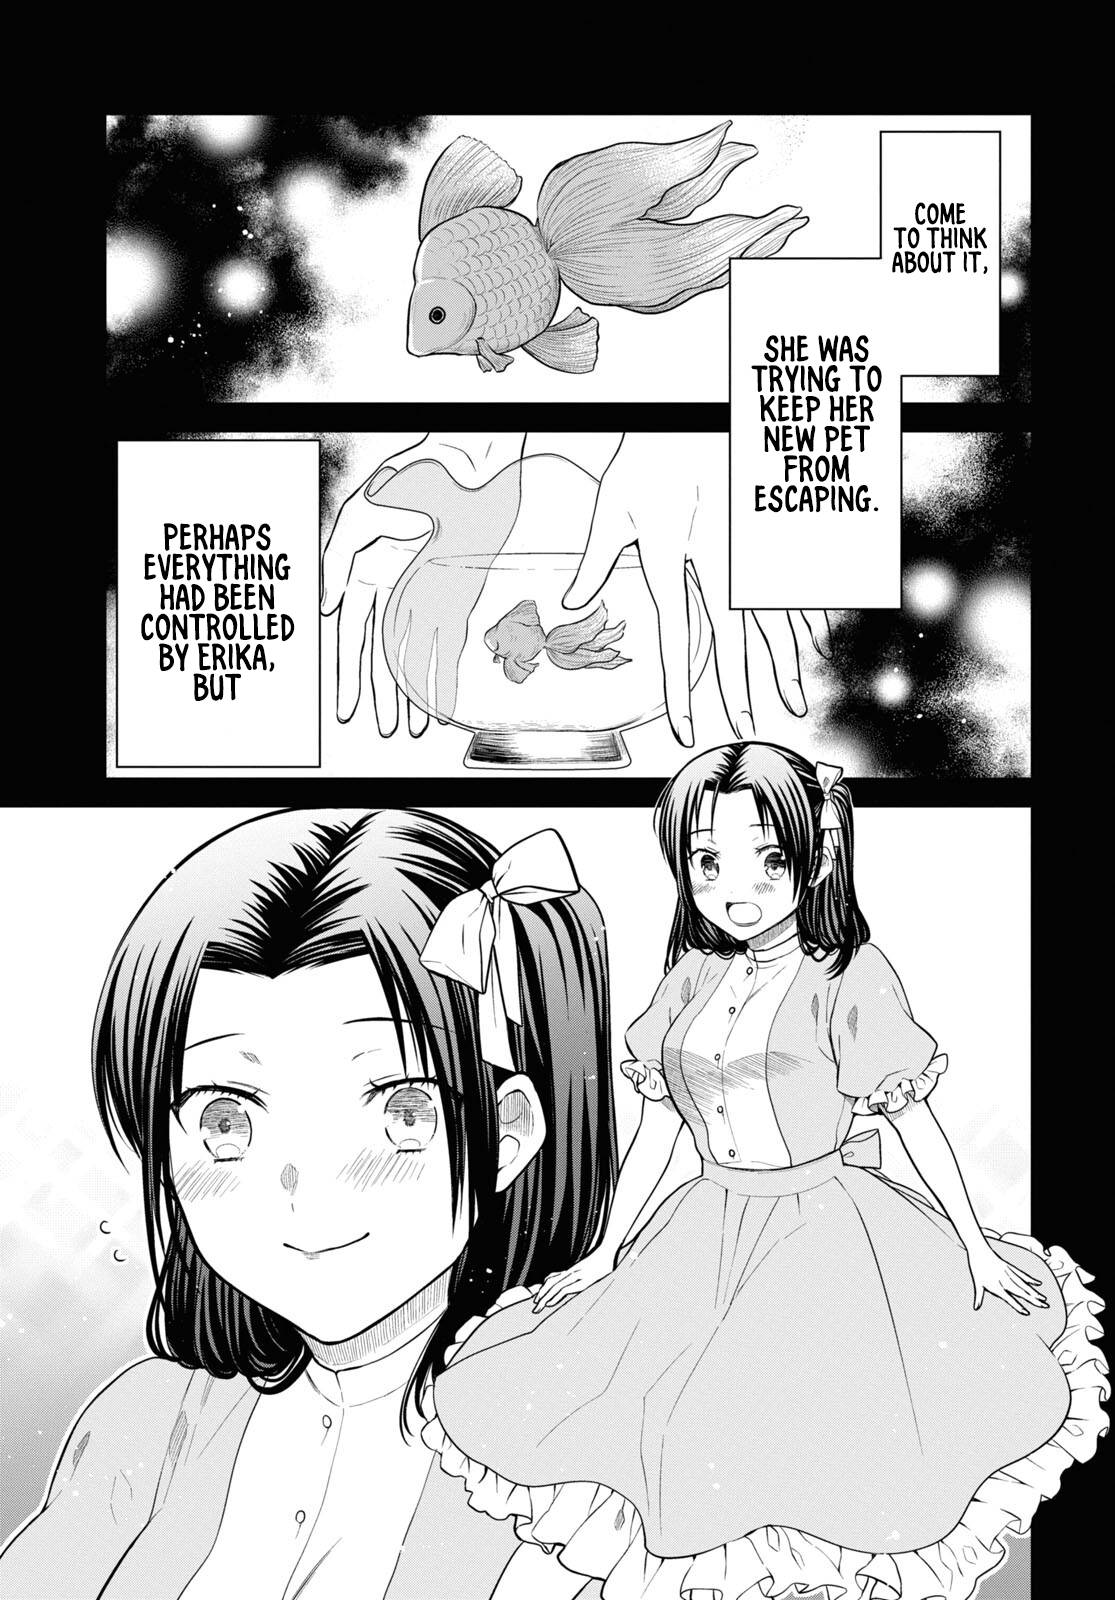 COME
TO THINK
ABOUT IT,
SHE WAS
TRYING TO
KEEP HER
NEW PET
FROM
ESCAPING.
PERHAPS
EVERYTHING
HAD BEEN
CONTROLLED
BY ERIKA,
BUT